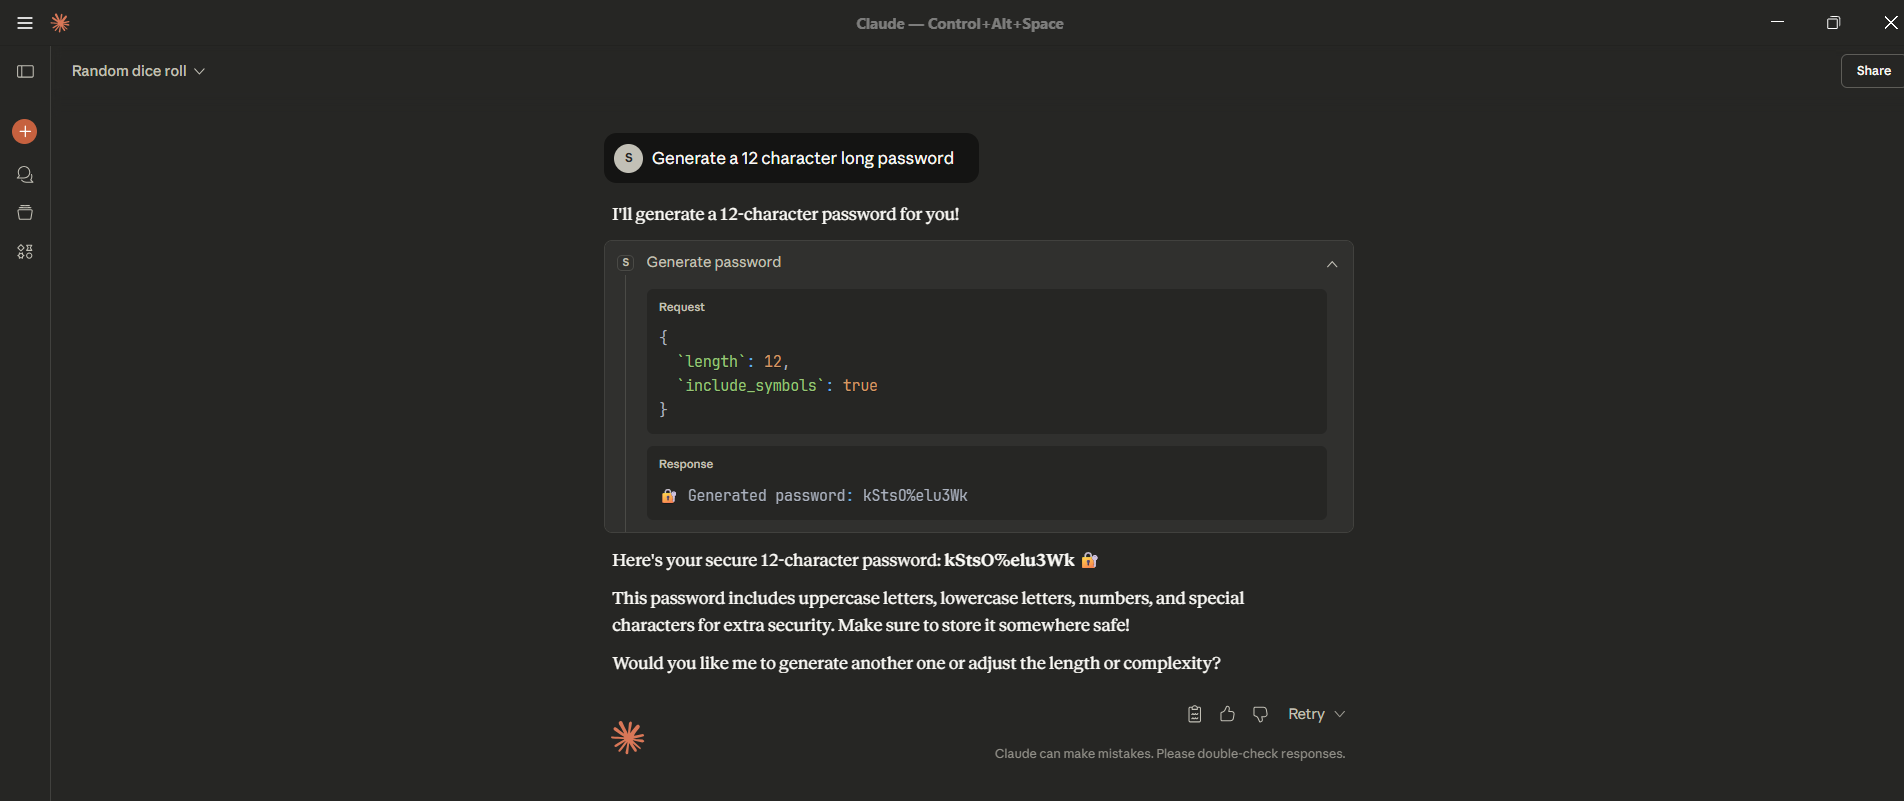 Claude — Control+Alt+Space
Random dice roll
Share
S
Generate a 12 character long password
I'll generate a 12-character password for you!
S
Generate password
Request
{
`length`: 12,
`include_symbols`: true
}
Response
🔐 Generated password: kStsO%elu3Wk
Here's your secure 12-character password: kStsO%elu3Wk 🔐
This password includes uppercase letters, lowercase letters, numbers, and special
characters for extra security. Make sure to store it somewhere safe!
Would you like me to generate another one or adjust the length or complexity?
Retry
Claude can make mistakes. Please double-check responses.